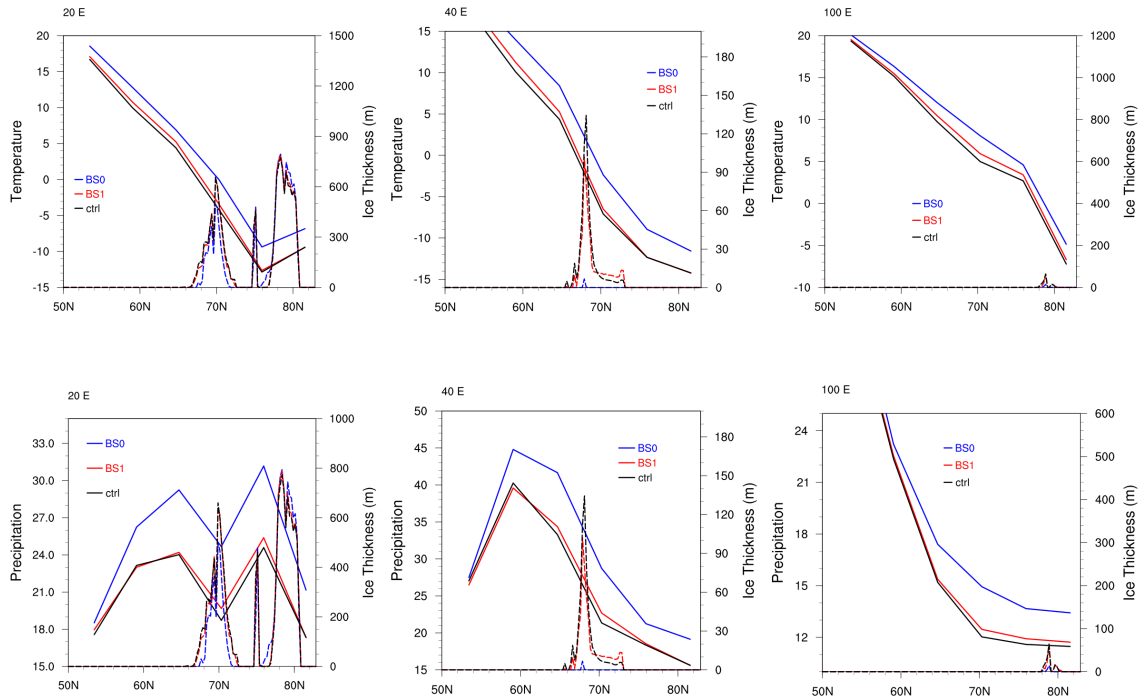 20 E
40 E
100 E
20
15
10
5
0
-5
-10
-15
Temperature
1500
1200
900
600
300
0
Ice Thickness (m)
BS0
BS1
ctrl
50N 60N 70N 80N
15
10
5
0
-5
-10
-15
Temperature
180
150
120
90
60
30
0
Ice Thickness (m)
BS0
BS1
ctrl
50N 60N 70N 80N
20
15
10
5
0
-5
-10
Temperature
1200
1000
800
600
400
200
0
Ice Thickness (m)
BS0
BS1
ctrl
50N 60N 70N 80N
20 E
40 E
100 E
33.0
30.0
27.0
24.0
21.0
18.0
15.0
Precipitation
1000
800
600
400
200
0
Ice Thickness (m)
BS0
BS1
ctrl
50N 60N 70N 80N
50
45
40
35
30
25
20
15
Precipitation
180
150
120
90
60
30
0
Ice Thickness (m)
BS0
BS1
ctrl
50N 60N 70N 80N
24
21
18
15
12
Precipitation
600
500
400
300
200
100
0
Ice Thickness (m)
BS0
BS1
ctrl
50N 60N 70N 80N